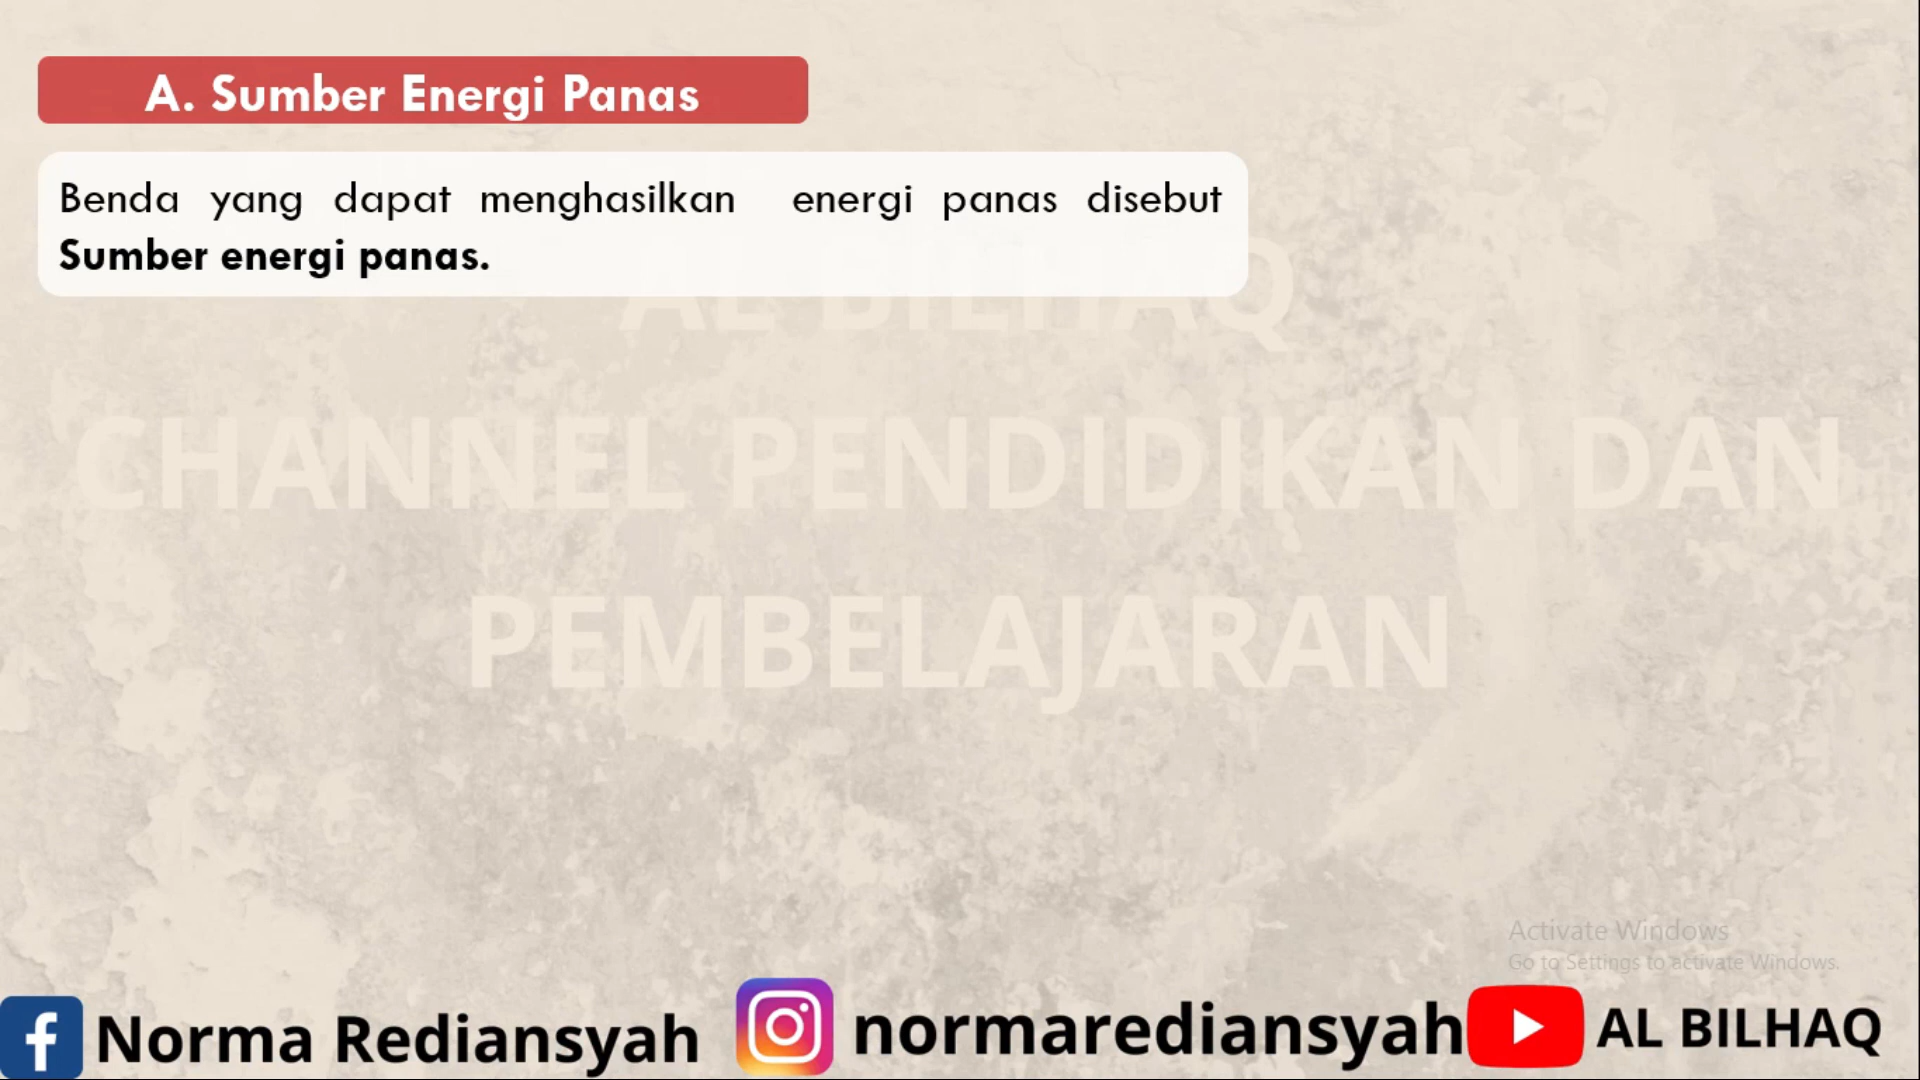 A. Sumber Energi Panas
Benda yang dapat menghasilkan energi panas disebut
Sumber energi panas.
AL BILHAQ
CHANNEL PENDIDIKAN DAN
PEMBELAJARAN
Activate Windows
Go to Settings to activate Windows.
Norma Rediansyah normarediansyah AL BILHAQ